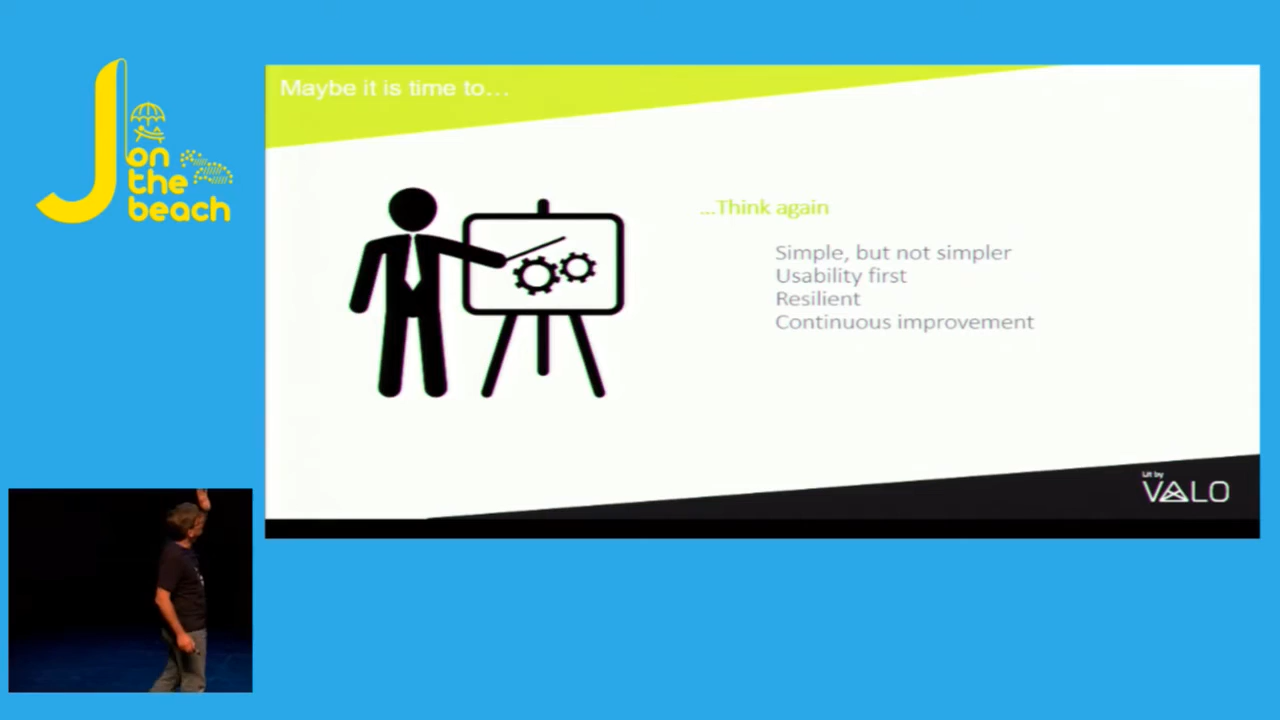 J on
the
beach
Maybe it is time to...
...Think again
Simple, but not simpler
Usability first
Resilient
Continuous improvement
Lit by
VALO